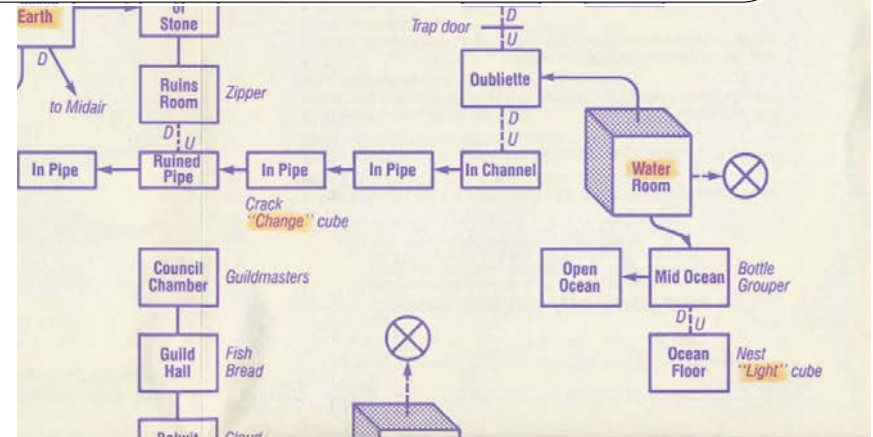 Earth
of
Stone
D
to Midair
Ruins
Room
Zipper
D
U
Trap door
D
U
Oubliette
D
U
In Pipe
Ruined
Pipe
In Pipe
In Pipe
In Channel
Crack
"Change" cube
Water
Room
Council
Chamber
Guildmasters
Open
Ocean
Mid Ocean
Bottle
Grouper
D
U
Guild
Hall
Fish
Bread
Ocean
Floor
Nest
"Light" cube
Cloud